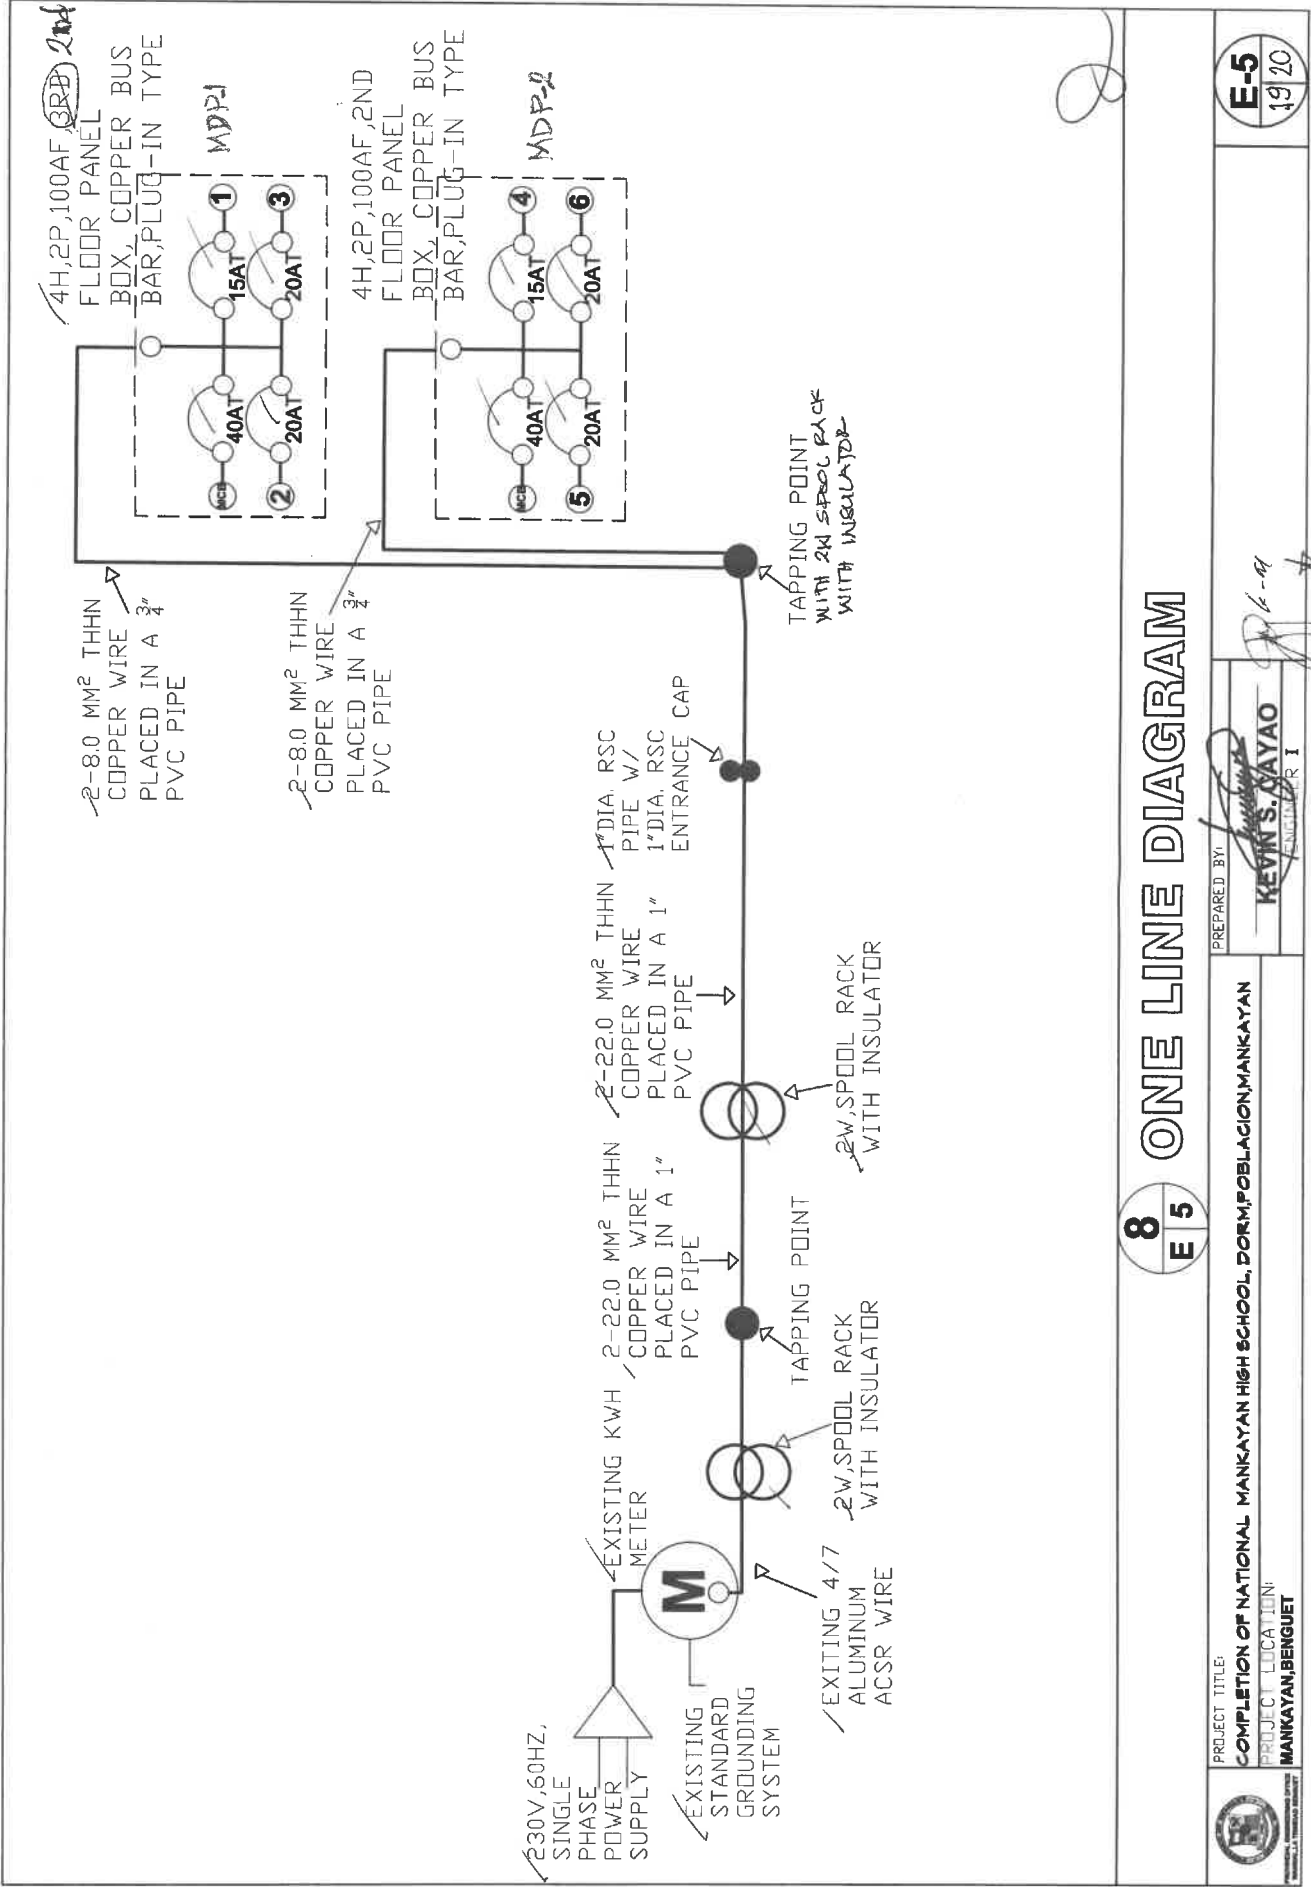 230V,60HZ,
SINGLE
PHASE
POWER
SUPPLY
EXISTING
STANDARD
GROUNDING
SYSTEM
EXISTING KWH
METER
M
EXITING 4/7
ALUMINUM
ACSR WIRE
2W,SPOOL RACK
WITH INSULATOR
TAPPING POINT
2-22.0 MM² THHN
COPPER WIRE
PLACED IN A 1"
PVC PIPE
2W,SPOOL RACK
WITH INSULATOR
2-22.0 MM² THHN
COPPER WIRE
PLACED IN A 1"
PVC PIPE
1"DIA. RSC
PIPE W/
1"DIA. RSC
ENTRANCE CAP
TAPPING POINT
WITH 2W SPOOL RACK
WITH INSULATOR
2-8.0 MM² THHN
COPPER WIRE
PLACED IN A 3/4"
PVC PIPE
2-8.0 MM² THHN
COPPER WIRE
PLACED IN A 3/4"
PVC PIPE
4H,2P,100AF,3RD 2nd
FLOOR PANEL
BOX, COPPER BUS
BAR,PLUG-IN TYPE
MDP-1
MCB 40AT 15AT 1
2 20AT 20AT 3
4H,2P,100AF,2ND
FLOOR PANEL
BOX, COPPER BUS
BAR,PLUG-IN TYPE
MDP-2
MCB 40AT 15AT 4
5 20AT 20AT 6
8
E 5
ONE LINE DIAGRAM
PROJECT TITLE:
COMPLETION OF NATIONAL MANKAYAN HIGH SCHOOL, DORM,POBLACION,MANKAYAN
PROJECT LOCATION:
MANKAYAN,BENGUET
PREPARED BY:
KEVIN S. CAYAO
ENGINEER I
E-5
19 20